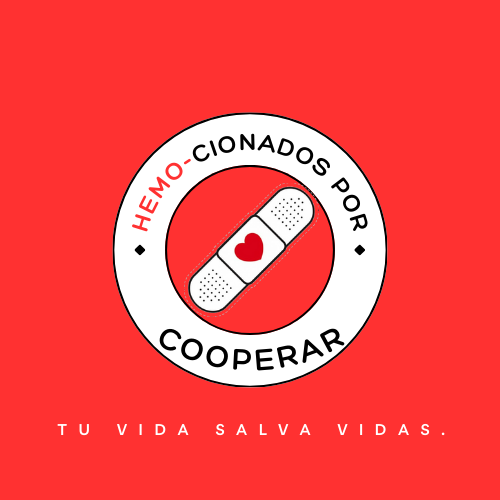 HEMO-CIONADOS POR
COOPERAR
TU VIDA SALVA VIDAS.